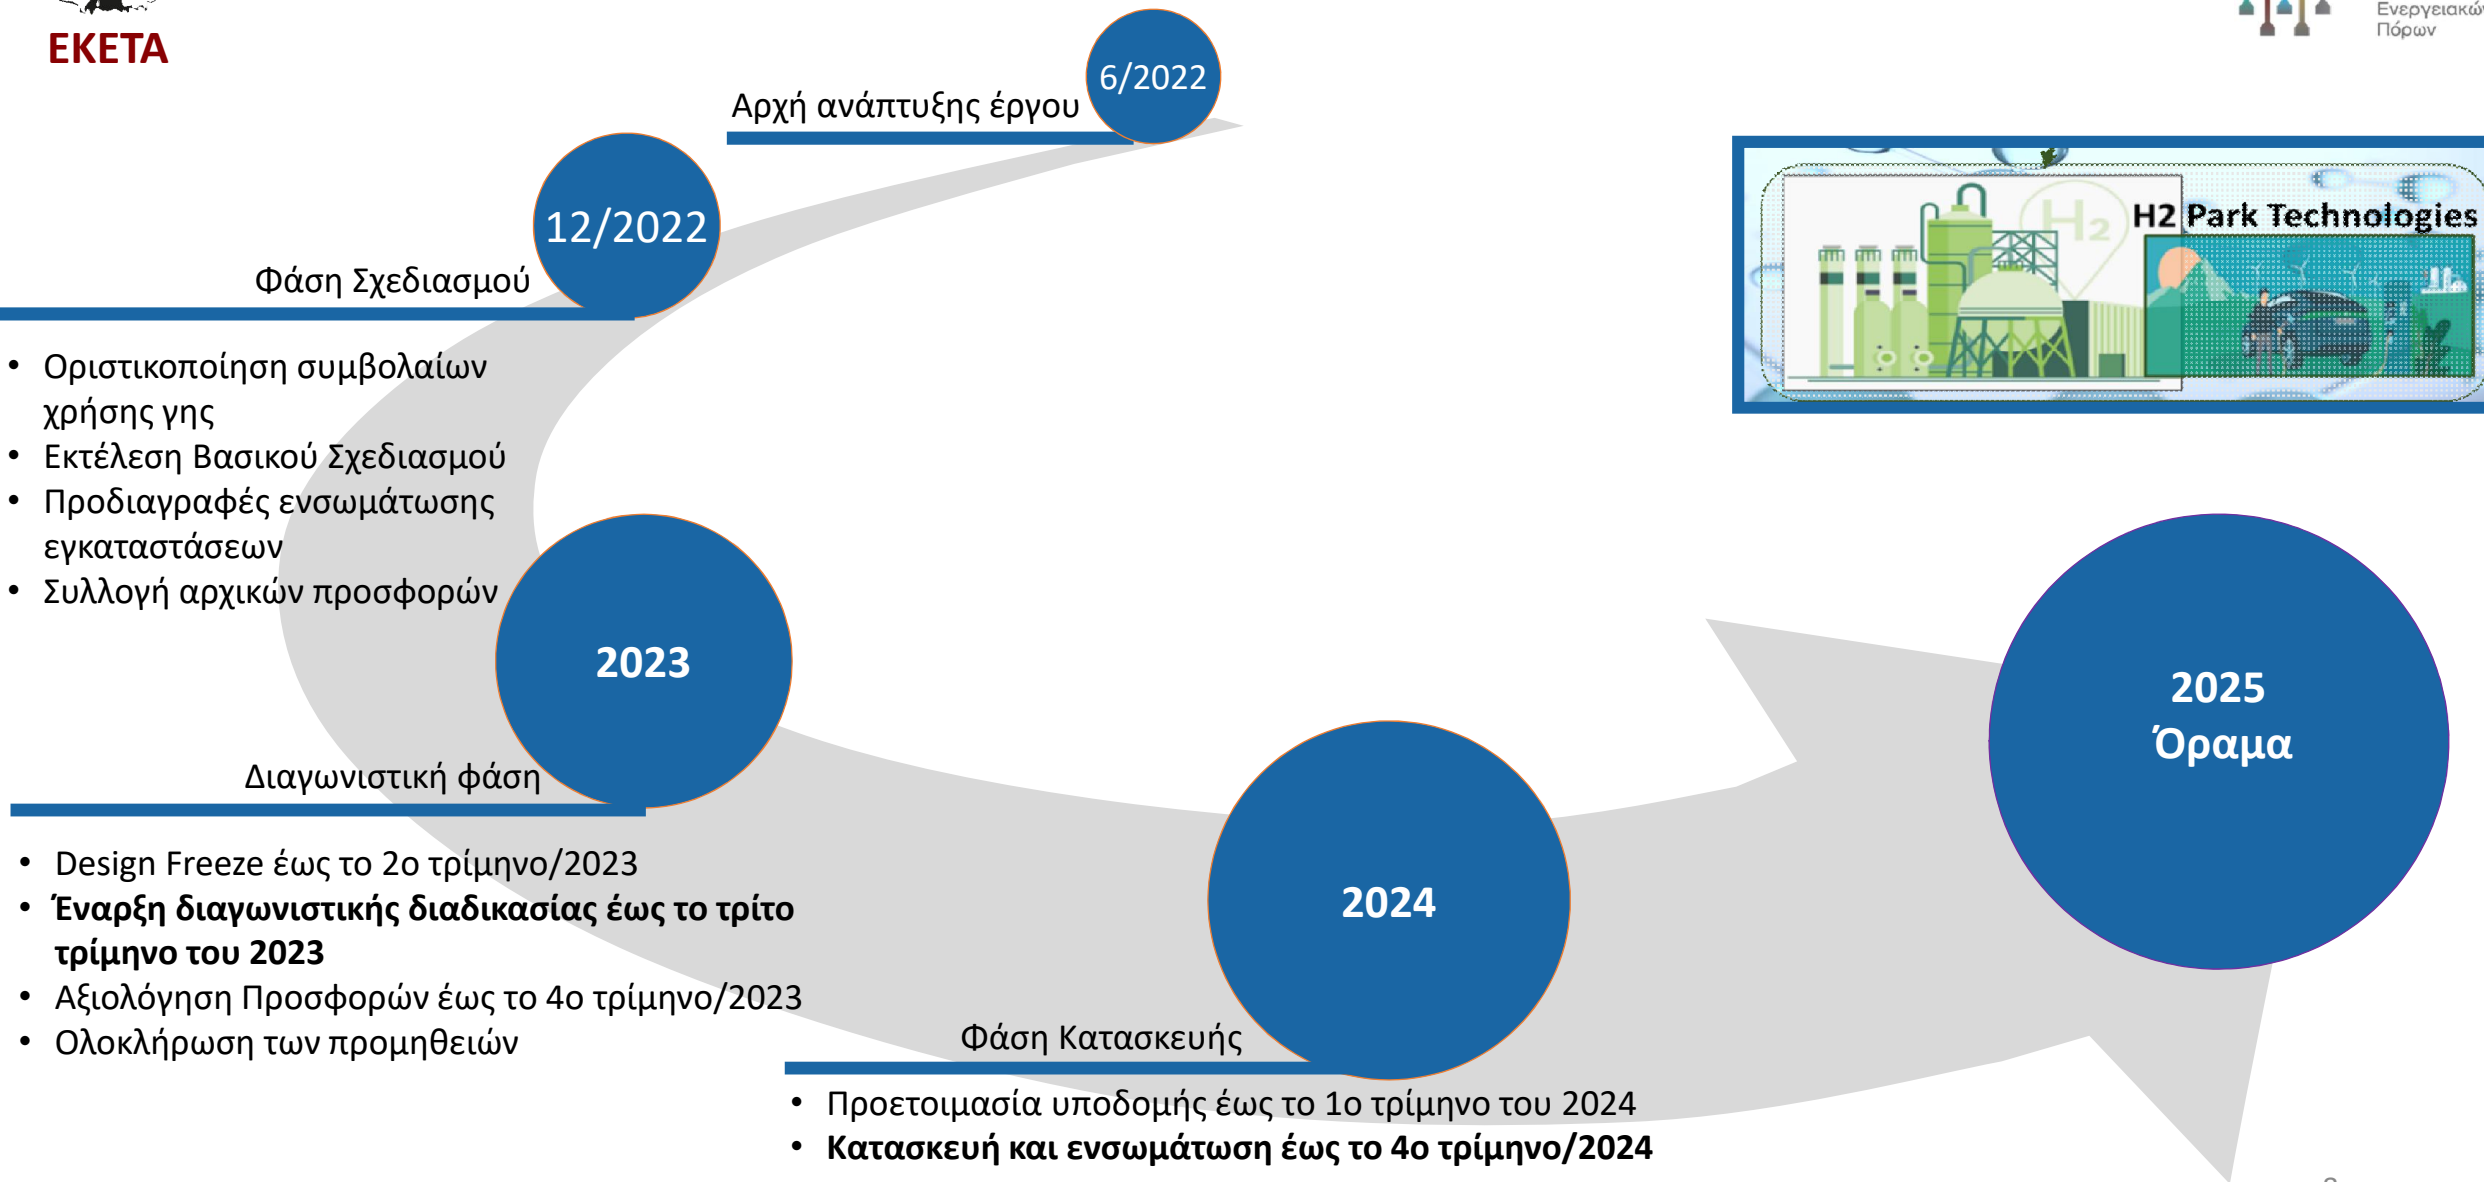 ΕΚΕΤΑ
Ενεργειακών
Πόρων
6/2022
Αρχή ανάπτυξης έργου
12/2022
Φάση Σχεδιασμού
• Οριστικοποίηση συμβολαίων
χρήσης γης
• Εκτέλεση Βασικού Σχεδιασμού
• Προδιαγραφές ενσωμάτωσης
εγκαταστάσεων
• Συλλογή αρχικών προσφορών
H2
H2 Park Technologies
2023
Διαγωνιστική φάση
• Design Freeze έως το 2ο τρίμηνο/2023
• Έναρξη διαγωνιστικής διαδικασίας έως το τρίτο
τρίμηνο του 2023
• Αξιολόγηση Προσφορών έως το 4ο τρίμηνο/2023
• Ολοκλήρωση των προμηθειών
2024
Φάση Κατασκευής
• Προετοιμασία υποδομής έως το 1ο τρίμηνο του 2024
• Κατασκευή και ενσωμάτωση έως το 4ο τρίμηνο/2024
2025
Όραμα